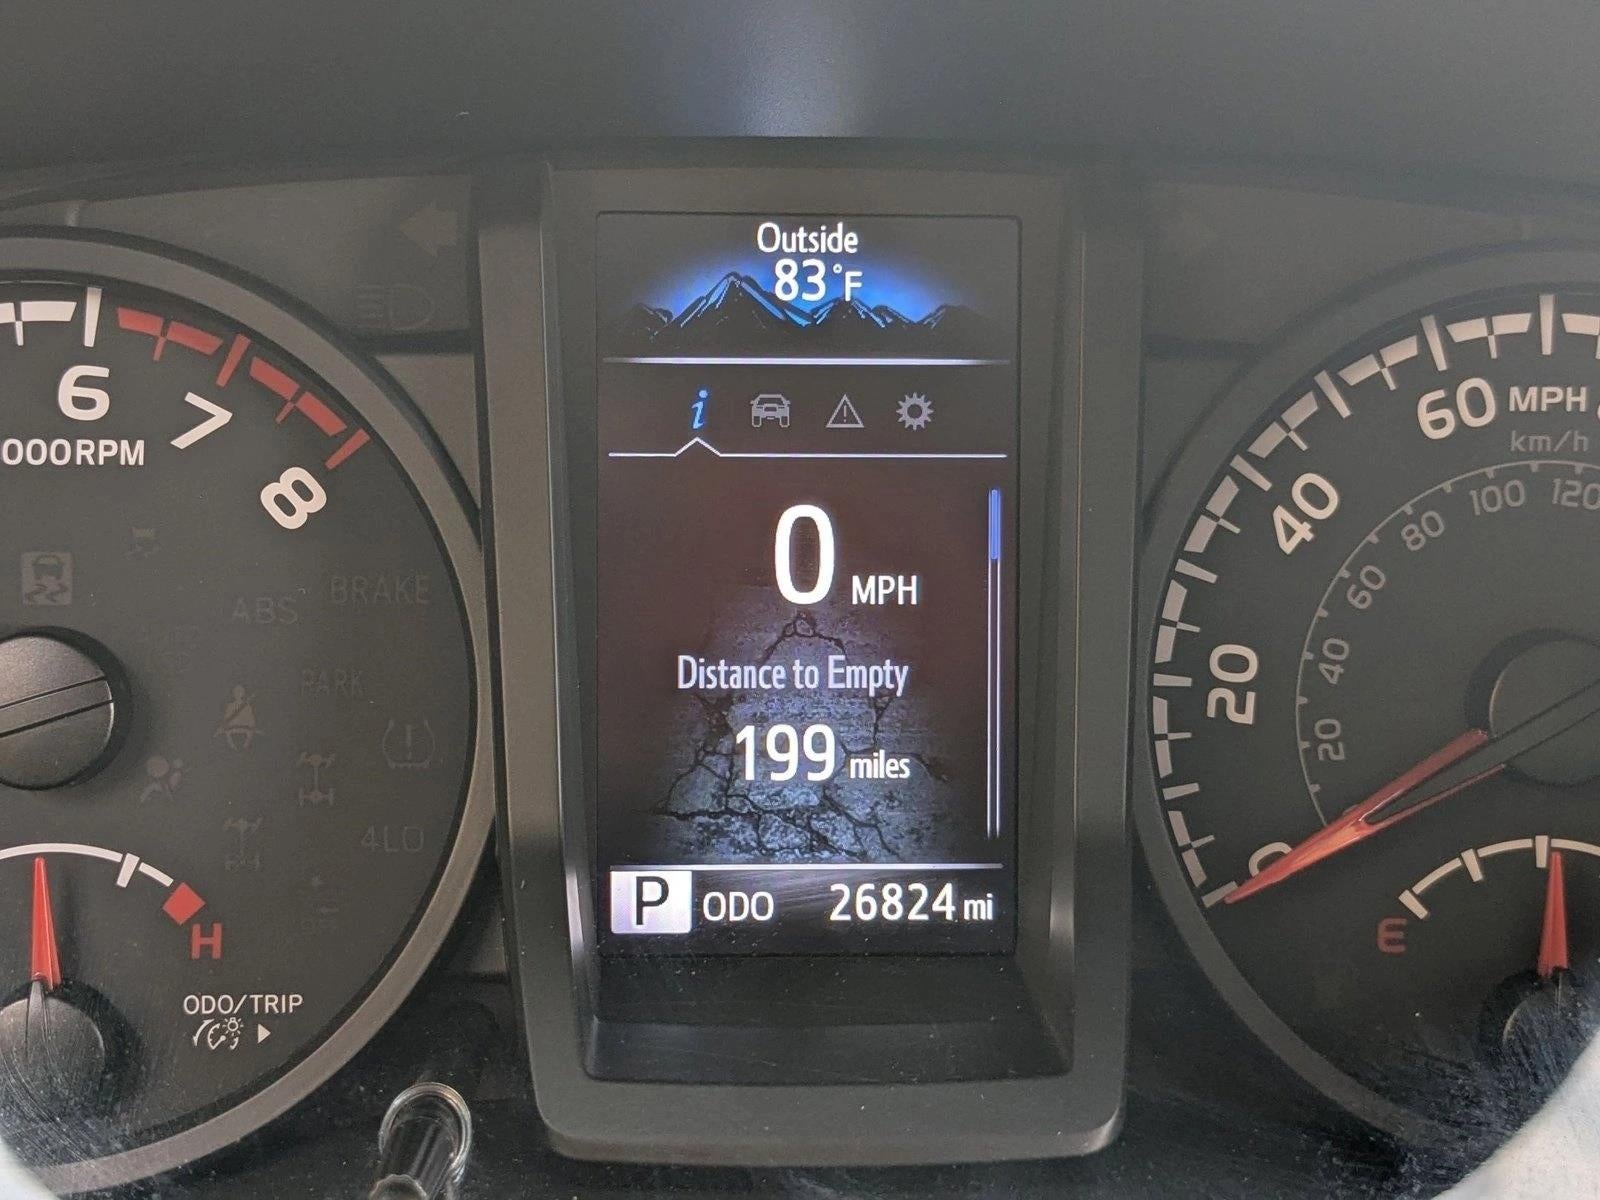 Outside
83°F
i
0 MPH
Distance to Empty
199 miles
P ODO 26824 mi
6
7
8
000RPM
ABS
BRAKE
PARK
4LO
H
ODO/TRIP
0
20
40
60
MPH
km/h
20
40
60
80
100
120
E